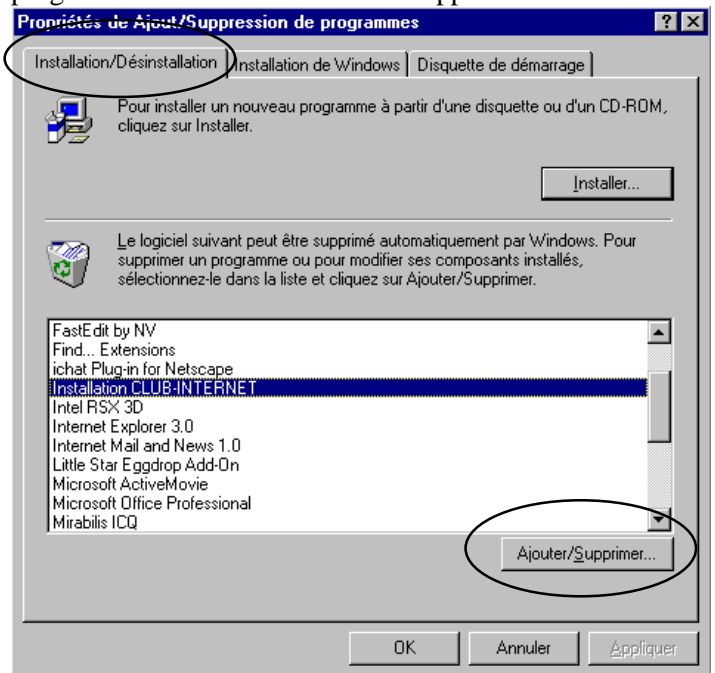 Propriétés de Ajout/Suppression de programmes
Installation/Désinstallation Installation de Windows Disquette de démarrage
Pour installer un nouveau programme à partir d'une disquette ou d'un CD-ROM,
cliquez sur Installer.
Installer...
Le logiciel suivant peut être supprimé automatiquement par Windows. Pour
supprimer un programme ou pour modifier ses composants installés,
sélectionnez-le dans la liste et cliquez sur Ajouter/Supprimer.
FastEdit by NV
Find... Extensions
ichat Plug-in for Netscape
Installation CLUB-INTERNET
Intel RSX 3D
Internet Explorer 3.0
Internet Mail and News 1.0
Little Star Eggdrop Add-On
Microsoft ActiveMovie
Microsoft Office Professional
Mirabilis ICQ
Ajouter/Supprimer...
OK Annuler Appliquer